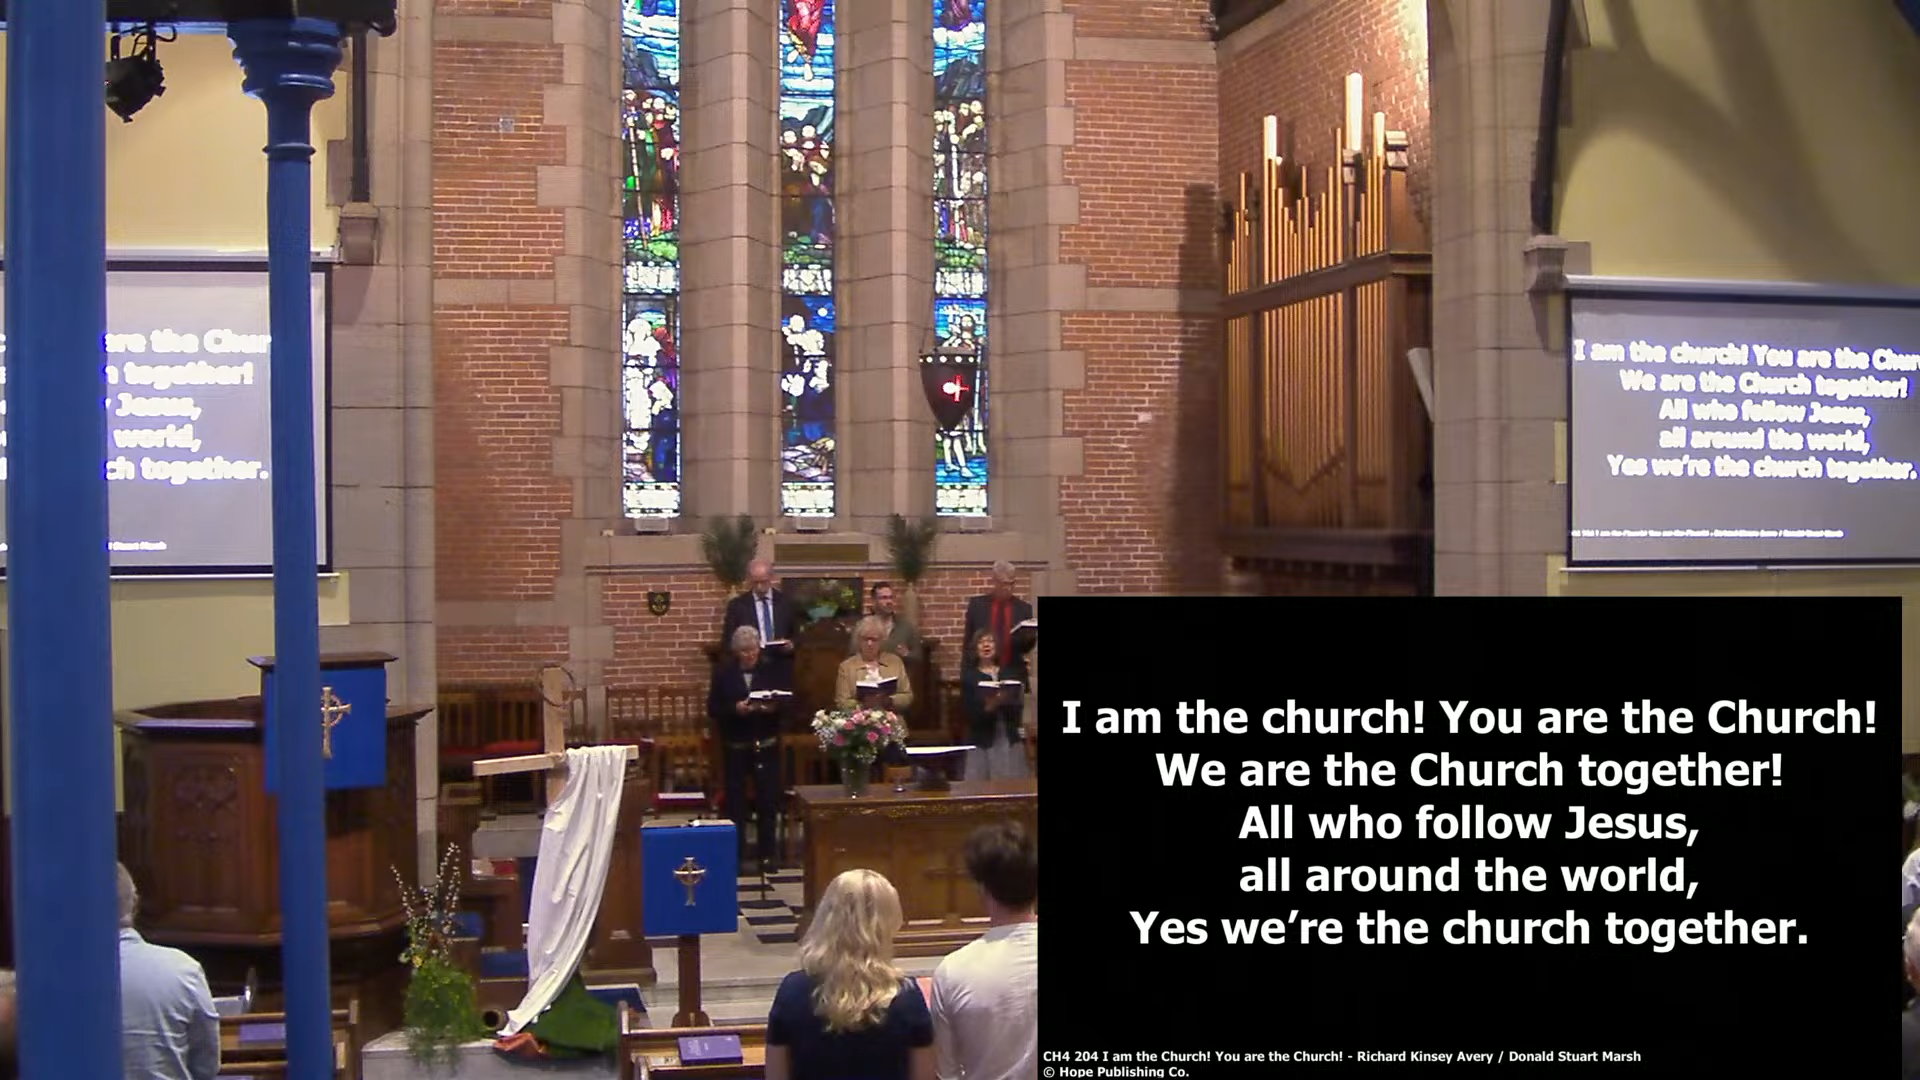 are the Chur
together!
Jesus,
world,
ch together.
I am the church! You are the Chur
We are the Church together!
All who follow Jesus,
all around the world,
Yes we're the church together.
I am the church! You are the Church!
We are the Church together!
All who follow Jesus,
all around the world,
Yes we’re the church together.
CH4 204 I am the Church! You are the Church! - Richard Kinsey Avery / Donald Stuart Marsh
© Hope Publishing Co.